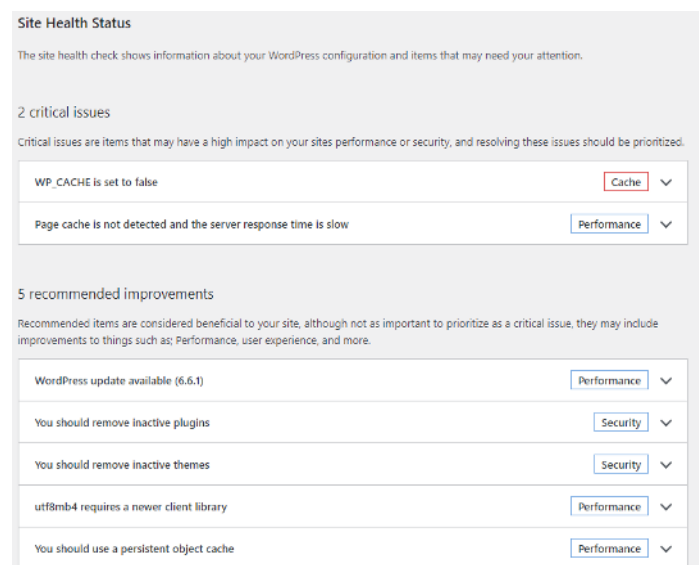 Site Health Status
The site health check shows information about your WordPress configuration and items that may need your attention.
2 critical issues
Critical issues are items that may have a high impact on your sites performance or security, and resolving these issues should be prioritized.
WP_CACHE is set to false Cache
Page cache is not detected and the server response time is slow Performance
5 recommended improvements
Recommended items are considered beneficial to your site, although not as important to prioritize as a critical issue, they may include
improvements to things such as; Performance, user experience, and more.
WordPress update available (6.6.1) Performance
You should remove inactive plugins Security
You should remove inactive themes Security
utf8mb4 requires a newer client library Performance
You should use a persistent object cache Performance